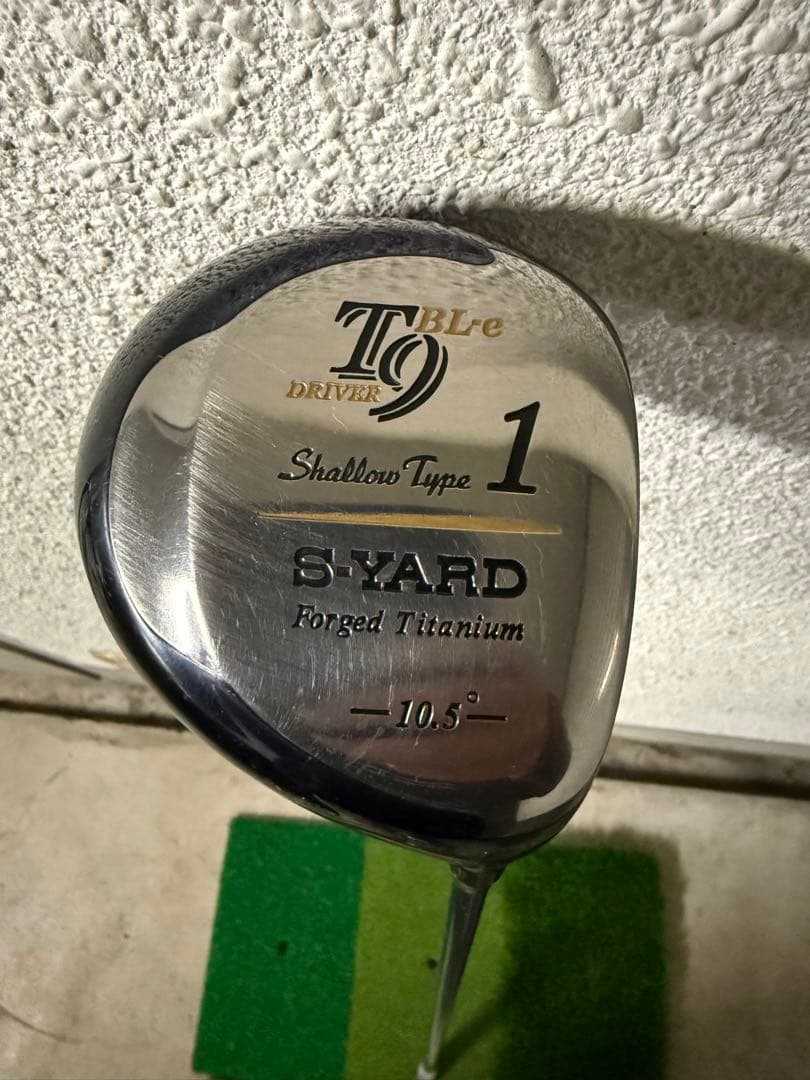 T9 BL-e
DRIVER
Shallow Type 1
S-YARD
Forged Titanium
— 10.5° —